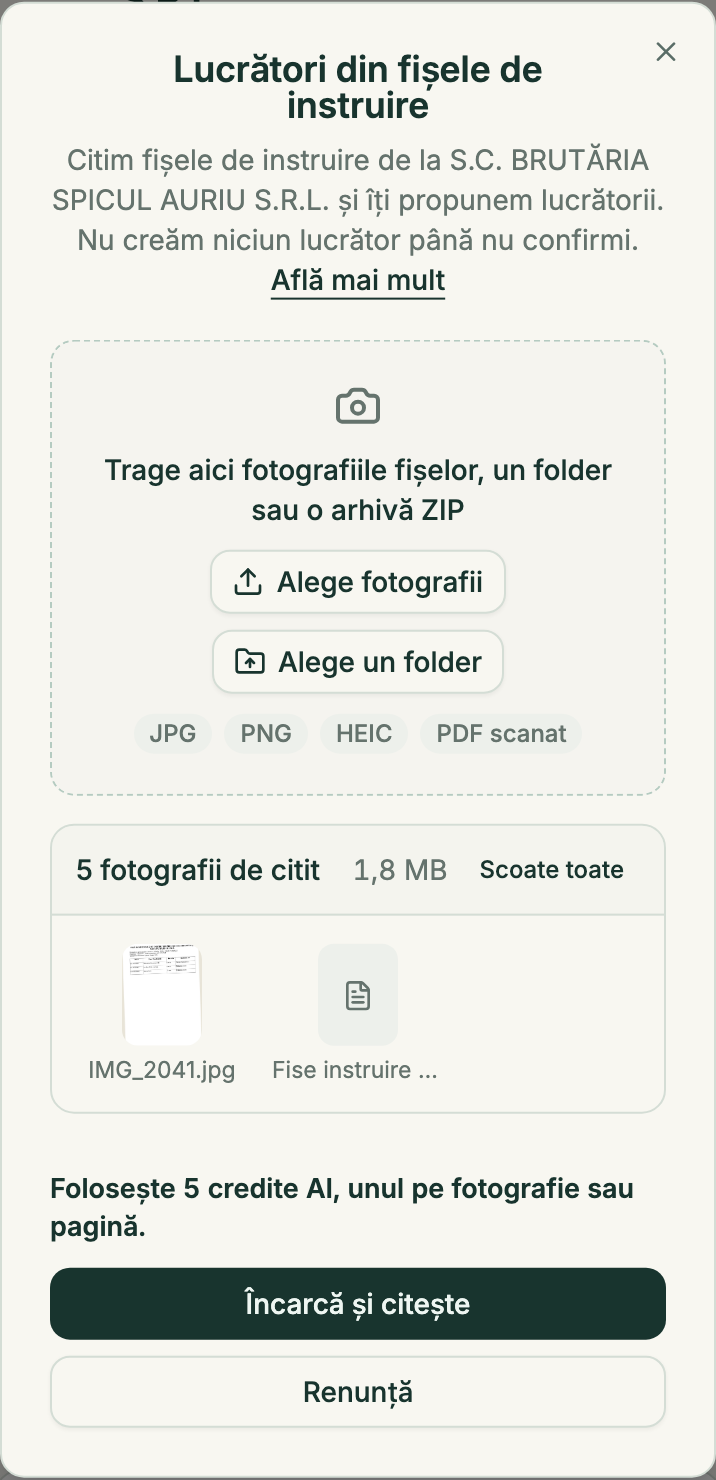 Lucrători din fișele de
instruire
Citim fișele de instruire de la S.C. BRUTĂRIA
SPICUL AURIU S.R.L. și îți propunem lucrătorii.
Nu creăm niciun lucrător până nu confirmi.
Află mai mult
Trage aici fotografiile fișelor, un folder
sau o arhivă ZIP
Alege fotografii
Alege un folder
JPG PNG HEIC PDF scanat
5 fotografii de citit 1,8 MB Scoate toate
IMG_2041.jpg Fise instruire ...
Folosește 5 credite AI, unul pe fotografie sau
pagină.
Încarcă și citește
Renunță